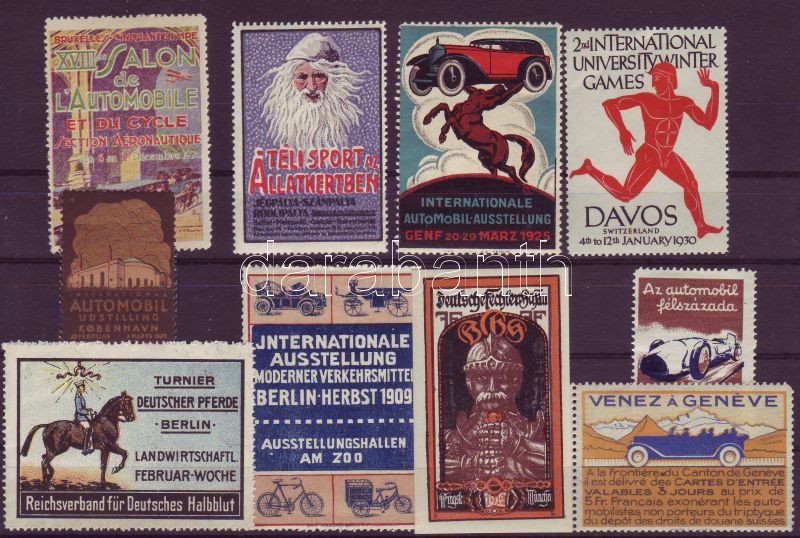 BRUXELLES-CINQUANTENAIRE
XVIII SALON
de
L'AUTOMOBILE
ET DU CYCLE
SECTION AÉRONAUTIQUE
A TÉLI SPORT AZ
ÁLLATKERTBEN
JÉGPÁLYA-SZÁNPÁLYA
RODLIPÁLYA
INTERNATIONALE
AUTOMOBIL-AUSSTELLUNG
GENF 20-29 MÄRZ 1925
2nd INTERNATIONAL
UNIVERSITY WINTER
GAMES
DAVOS
SWITZERLAND
4th to 12th JANUARY 1930
INTERNATIONAL
AUTOMOBIL
UDSTILLING
KØBENHAVN
darabanth
Az automobil
félszázada
TURNIER
DEUTSCHER PFERDE
·BERLIN·
LANDWIRTSCHAFTL.
FEBRUAR-WOCHE
Reichsverband für Deutsches Halbblut
INTERNATIONALE
AUSSTELLUNG
MODERNER VERKEHRSMITTEL
BERLIN·HERBST 1909
AUSSTELLUNGSHALLEN
AM ZOO
VENEZ À GENÈVE
A la frontière du Canton de Genève
il est délivré des CARTES D'ENTRÉE
VALABLES 3 JOURS au prix de
5 Fr. Français exonérant les auto-
mobilistes non porteurs du triptyque
du dépôt des droits de douane suisses